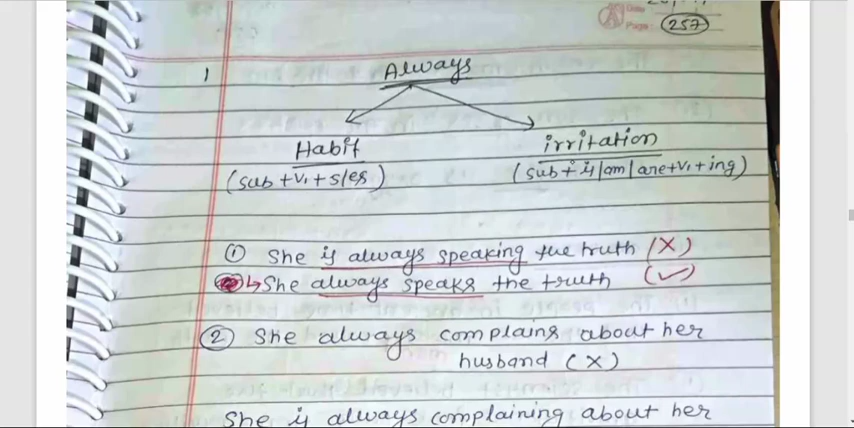 Page: 257
1 Always
Habit irritation
(sub + V₁ + s/es) (sub + is/am/are + V₁ + ing)
① She is always speaking the truth (X)
↳ She always speaks the truth (✓)
② She always complains about her
husband (X)
She is always complaining about her